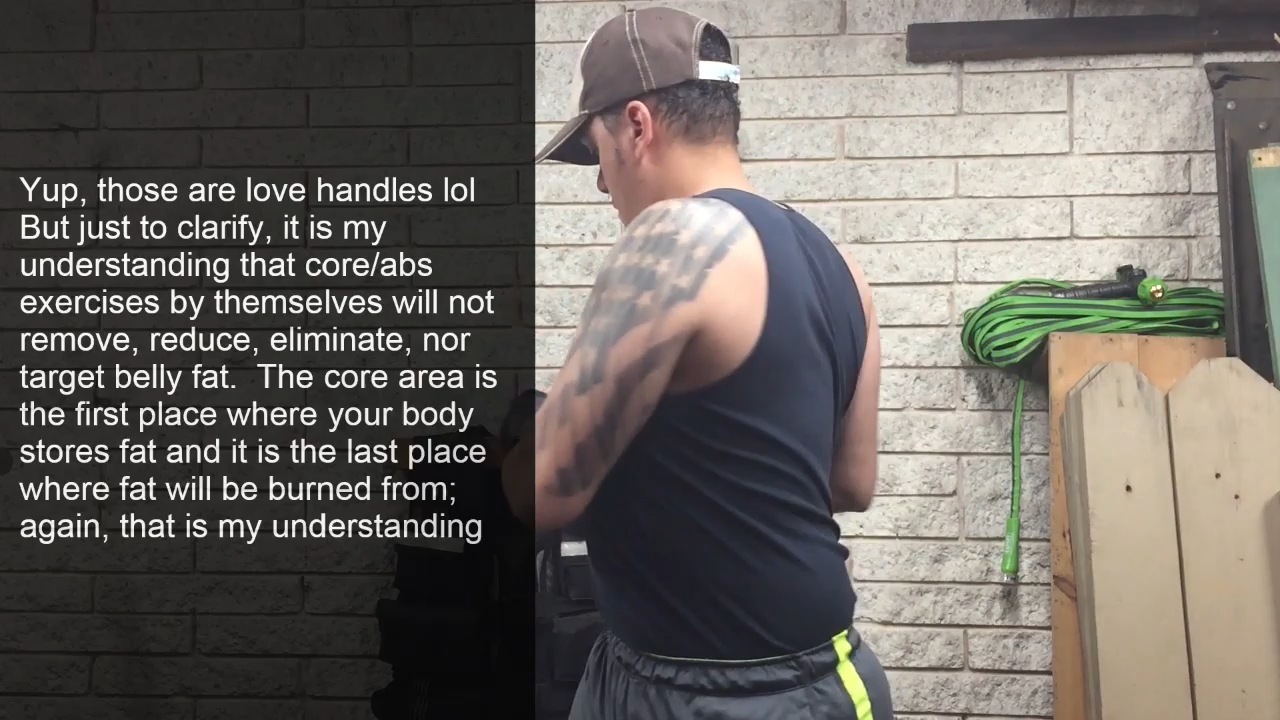 Yup, those are love handles lol
But just to clarify, it is my
understanding that core/abs
exercises by themselves will not
remove, reduce, eliminate, nor
target belly fat.  The core area is
the first place where your body
stores fat and it is the last place
where fat will be burned from;
again, that is my understanding